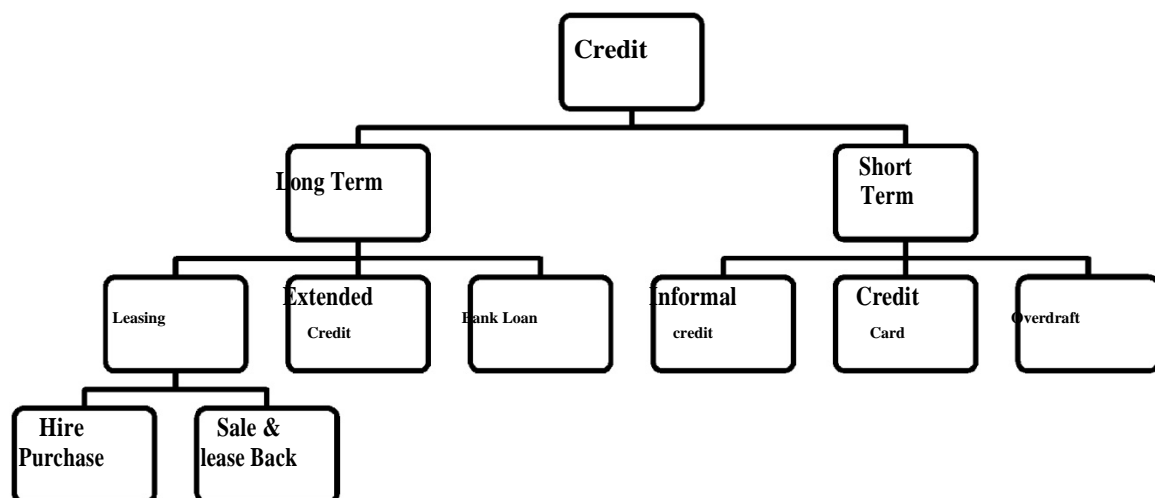 Credit
Long Term
Short
Term
Leasing
Extended
Credit
Bank Loan
Informal
credit
Credit
Card
Overdraft
Hire
Purchase
Sale &
lease Back